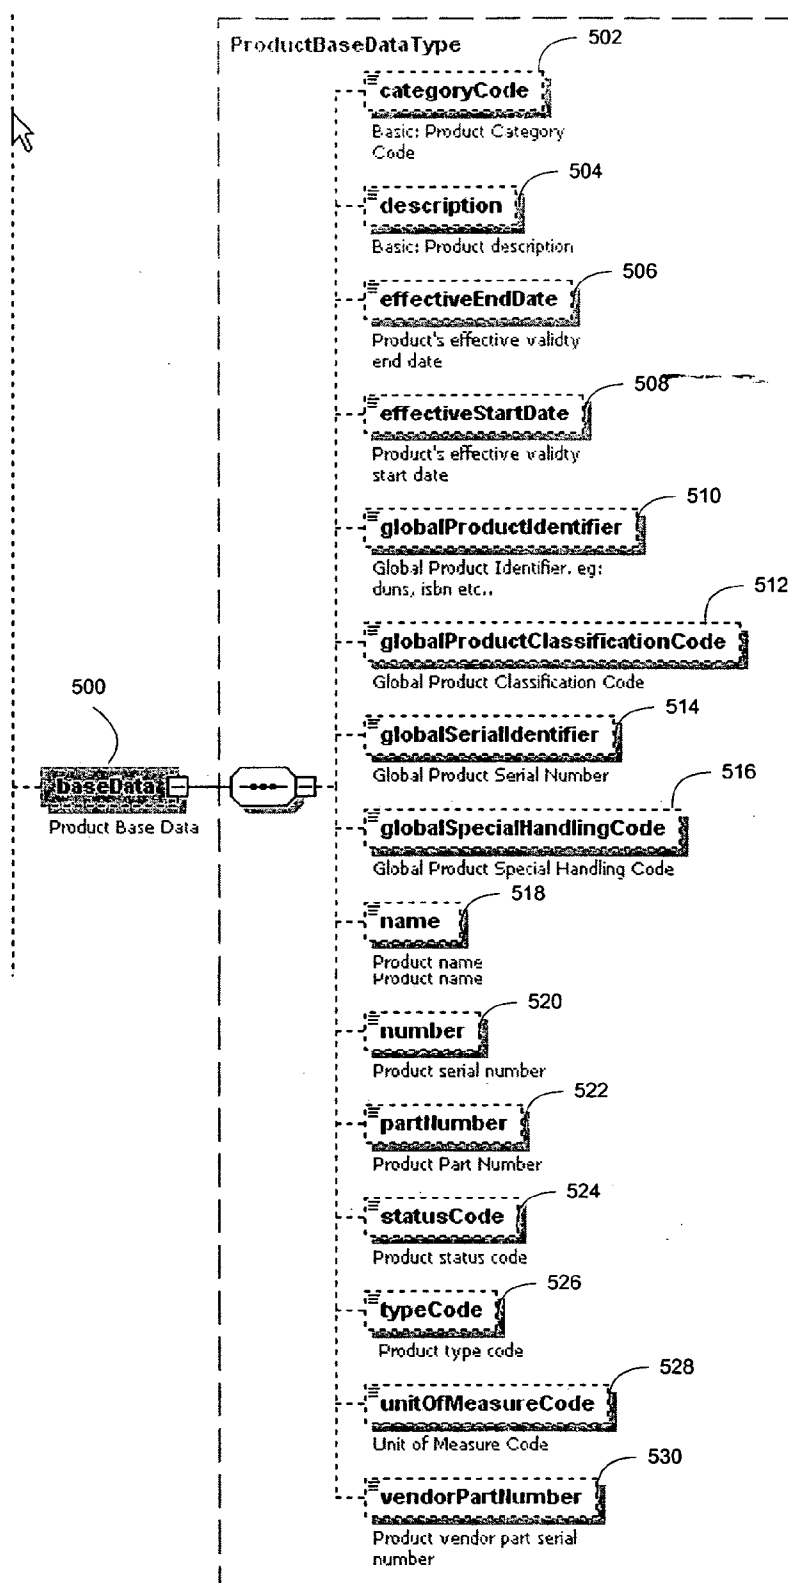 ProductBaseDataType
502
categoryCode
Basic: Product Category
Code
504
description
Basic: Product description
506
effectiveEndDate
Product's effective validty
end date
508
effectiveStartDate
Product's effective validty
start date
510
globalProductIdentifier
Global Product Identifier. eg:
duns, isbn etc..
512
globalProductClassificationCode
Global Product Classification Code
500
baseData
Product Base Data
514
globalSerialIdentifier
Global Product Serial Number
516
globalSpecialHandlingCode
Global Product Special Handling Code
518
name
Product name
Product name
520
number
Product serial number
522
partNumber
Product Part Number
524
statusCode
Product status code
526
typeCode
Product type code
528
unitOfMeasureCode
Unit of Measure Code
530
vendorPartNumber
Product vendor part serial
number